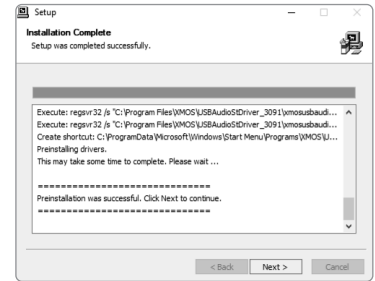 Setup
Installation Complete
Setup was completed successfully.
Execute: regsvr32 /s "C:\Program Files\XMOS\USBAudioStDriver_3091\xmosusbaudi...
Execute: regsvr32 /s "C:\Program Files\XMOS\USBAudioStDriver_3091\xmosusbaudi...
Create shortcut: C:\ProgramData\Microsoft\Windows\Start Menu\Programs\XMOS\U...
Preinstalling drivers.
This may take some time to complete. Please wait ...
==============================
Preinstallation was successful. Click Next to continue.
==============================
< Back
Next >
Cancel